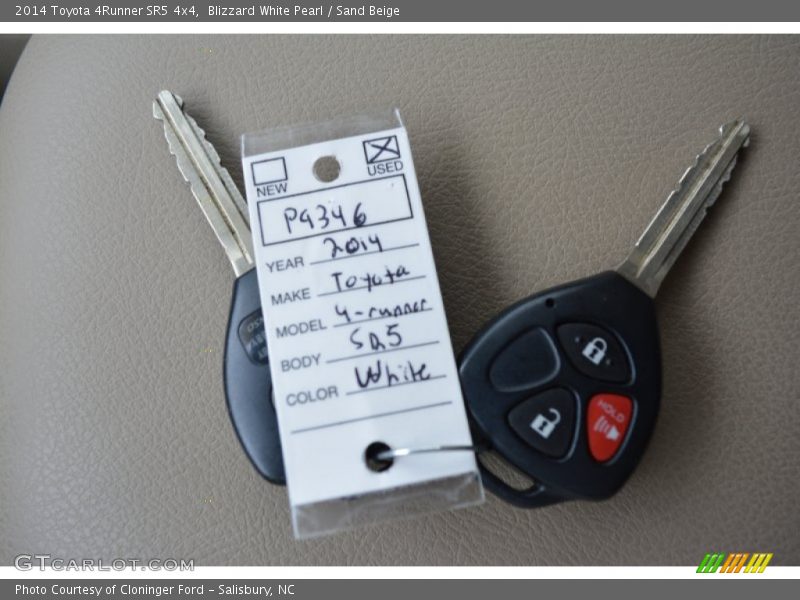 2014 Toyota 4Runner SR5 4x4,  Blizzard White Pearl / Sand Beige
NEW
USED
P9346
YEAR 2014
MAKE Toyota
MODEL 4-runner
BODY SR5
COLOR White
HOLD
GTCARLOT.COM
Photo Courtesy of Cloninger Ford - Salisbury, NC